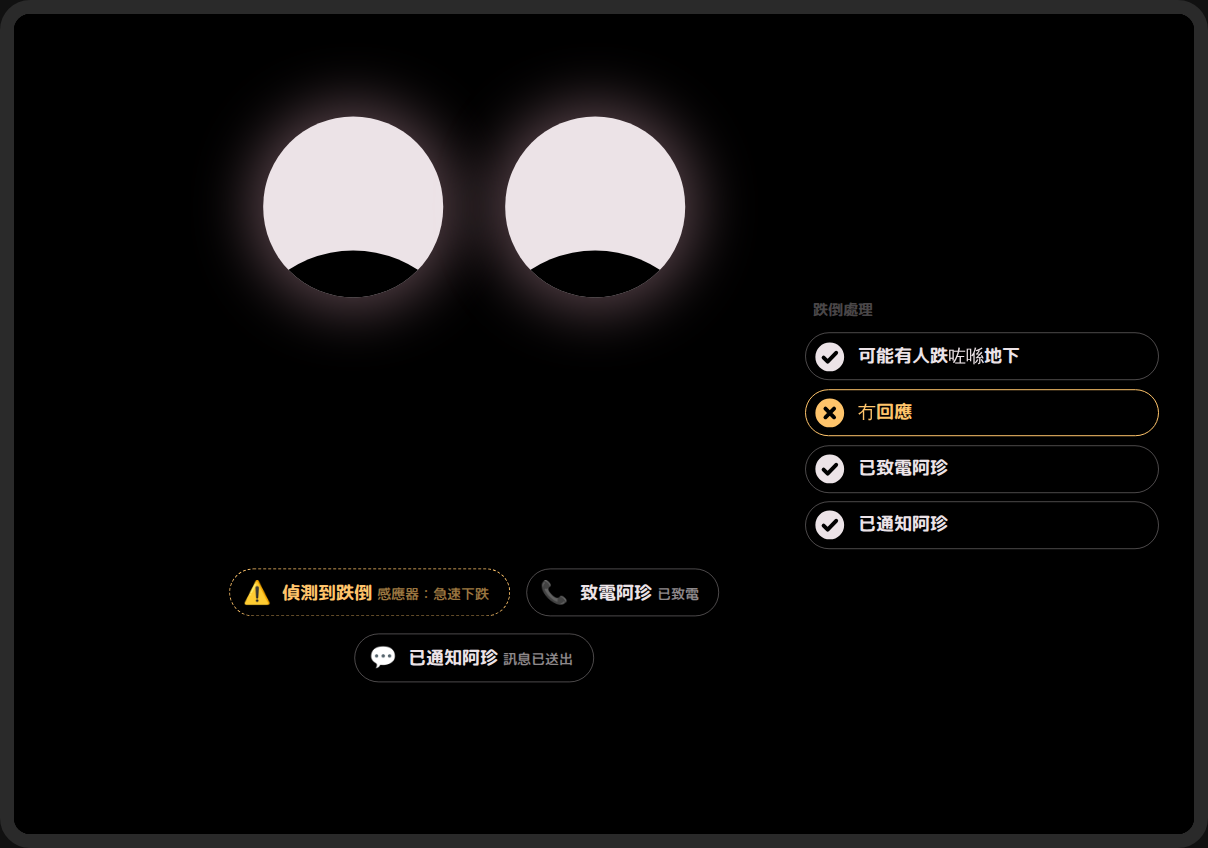 跌倒處理
可能有人跌咗喺地下
冇回應
已致電阿珍
已通知阿珍
偵測到跌倒 感應器：急速下跌
致電阿珍 已致電
已通知阿珍 訊息已送出